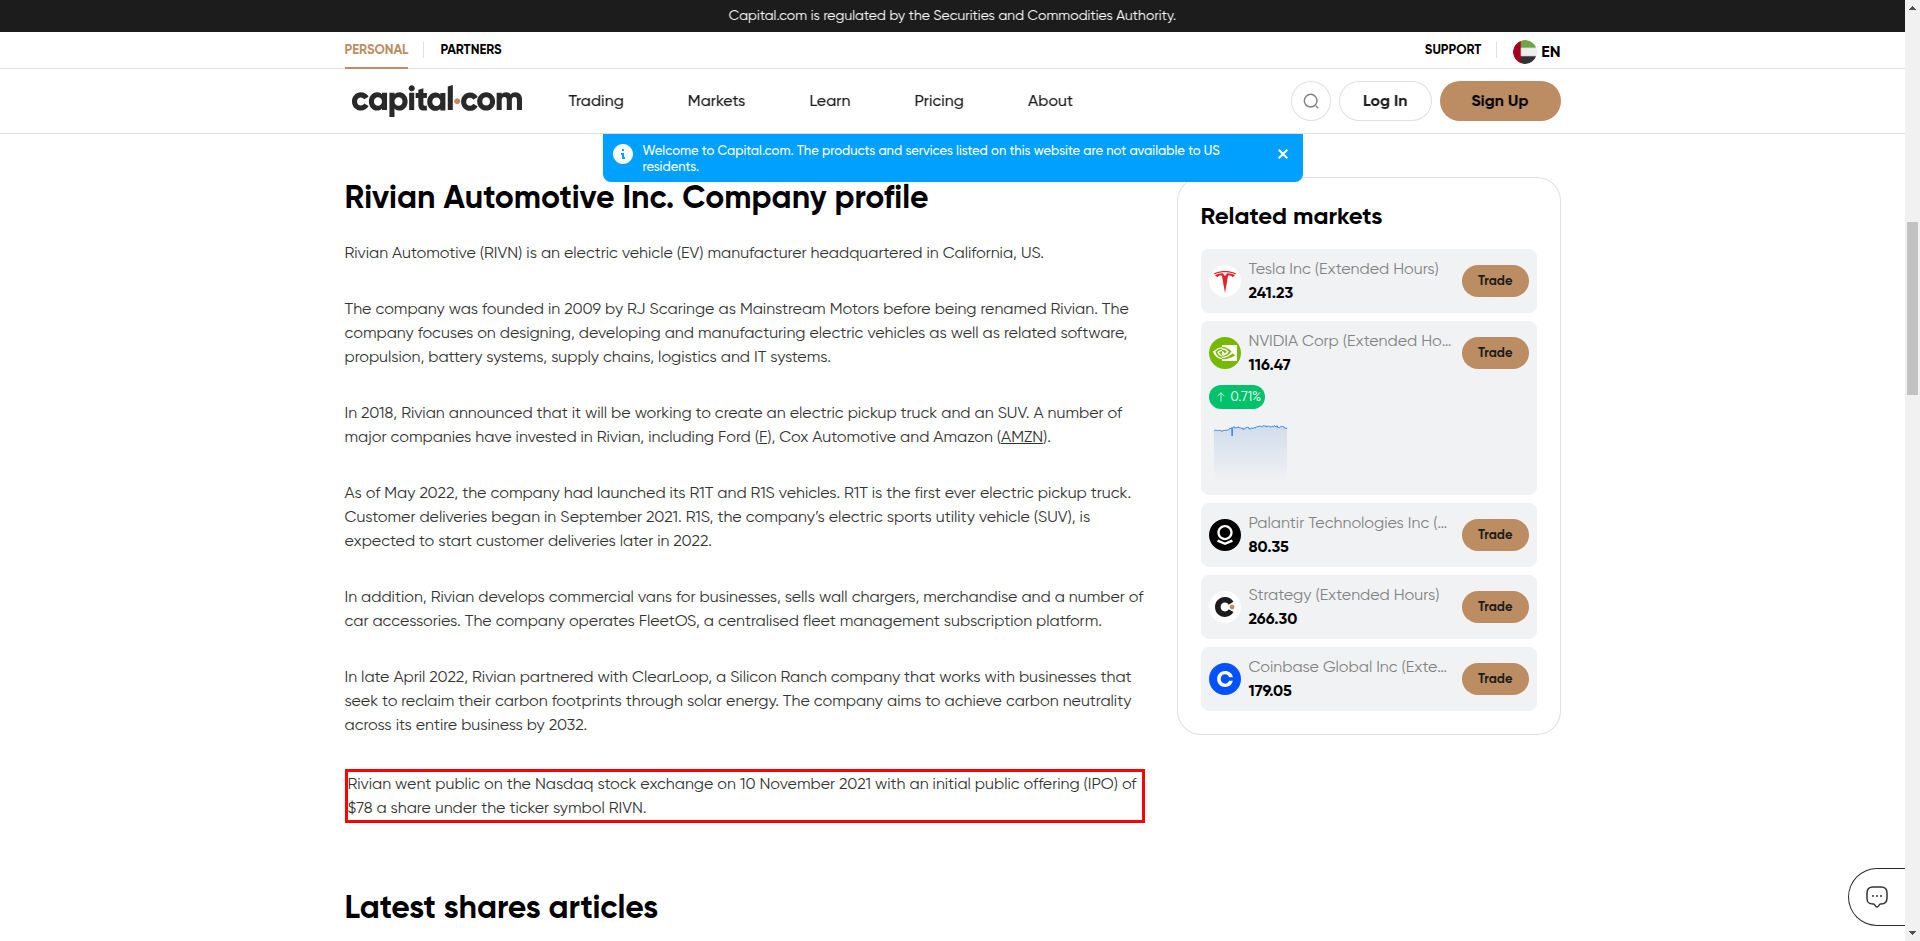 Capital.com is regulated by the Securities and Commodities Authority.
PERSONAL
PARTNERS
SUPPORT
EN
capital.com
Trading
Markets
Learn
Pricing
About
Log In
Sign Up
Welcome to Capital.com. The products and services listed on this website are not available to US
residents.
Rivian Automotive Inc. Company profile
Rivian Automotive (RIVN) is an electric vehicle (EV) manufacturer headquartered in California, US.
The company was founded in 2009 by RJ Scaringe as Mainstream Motors before being renamed Rivian. The
company focuses on designing, developing and manufacturing electric vehicles as well as related software,
propulsion, battery systems, supply chains, logistics and IT systems.
In 2018, Rivian announced that it will be working to create an electric pickup truck and an SUV. A number of
major companies have invested in Rivian, including Ford (F), Cox Automotive and Amazon (AMZN).
As of May 2022, the company had launched its R1T and R1S vehicles. R1T is the first ever electric pickup truck.
Customer deliveries began in September 2021. R1S, the company’s electric sports utility vehicle (SUV), is
expected to start customer deliveries later in 2022.
In addition, Rivian develops commercial vans for businesses, sells wall chargers, merchandise and a number of
car accessories. The company operates FleetOS, a centralised fleet management subscription platform.
In late April 2022, Rivian partnered with ClearLoop, a Silicon Ranch company that works with businesses that
seek to reclaim their carbon footprints through solar energy. The company aims to achieve carbon neutrality
across its entire business by 2032.
Rivian went public on the Nasdaq stock exchange on 10 November 2021 with an initial public offering (IPO) of
$78 a share under the ticker symbol RIVN.
Latest shares articles
Related markets
Tesla Inc (Extended Hours)
241.23
Trade
NVIDIA Corp (Extended Ho...
116.47
Trade
↑ 0.71%
Palantir Technologies Inc (...
80.35
Trade
Strategy (Extended Hours)
266.30
Trade
Coinbase Global Inc (Exte...
179.05
Trade